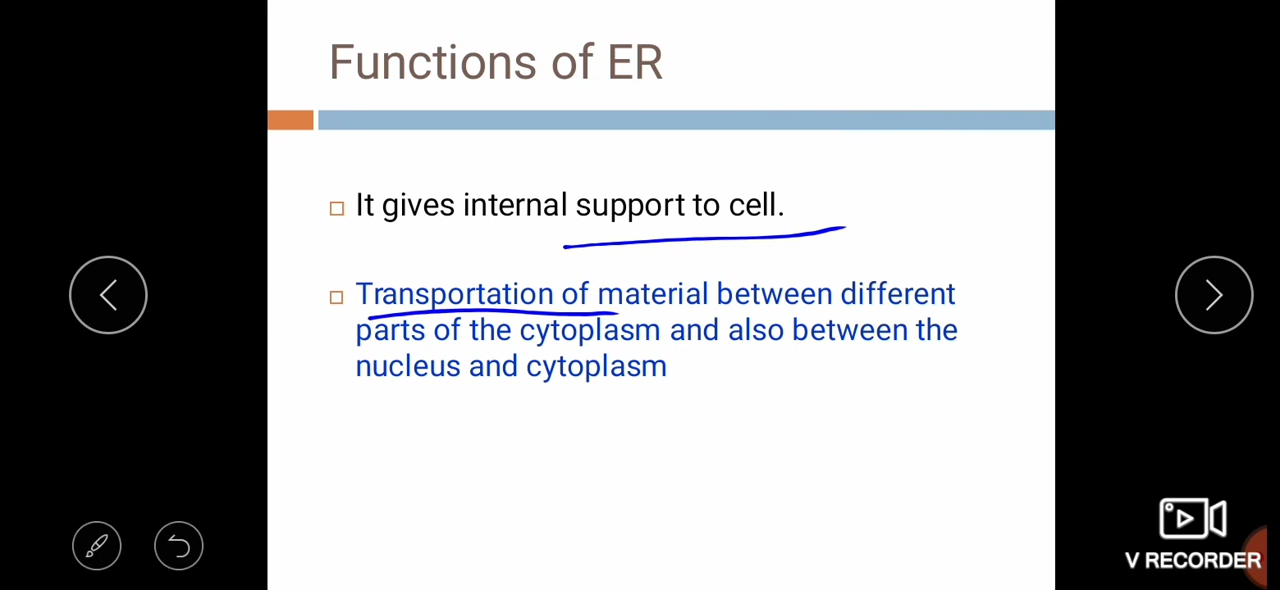 Functions of ER
It gives internal support to cell.
Transportation of material between different
parts of the cytoplasm and also between the
nucleus and cytoplasm
V RECORDER